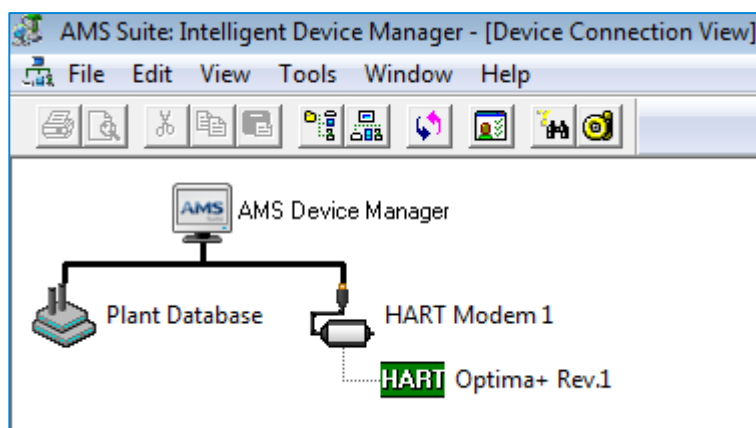 AMS Suite: Intelligent Device Manager - [Device Connection View]
File Edit View Tools Window Help
AMS AMS Device Manager
Plant Database HART Modem 1
HART Optima+ Rev.1